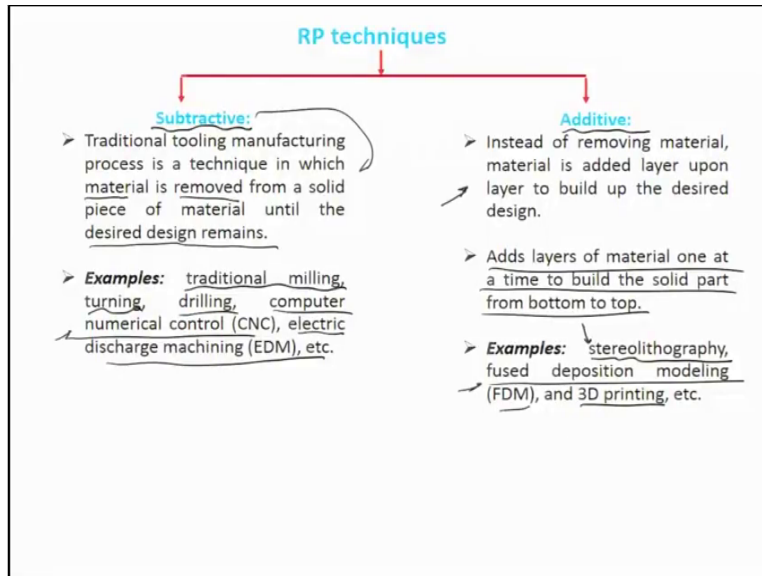 RP techniques
Subtractive:
➤ Traditional tooling manufacturing
process is a technique in which
material is removed from a solid
piece of material until the
desired design remains.
➤ Examples: traditional milling,
turning, drilling, computer
numerical control (CNC), electric
discharge machining (EDM), etc.
Additive:
➤ Instead of removing material,
material is added layer upon
layer to build up the desired
design.
➤ Adds layers of material one at
a time to build the solid part
from bottom to top.
➤ Examples: stereolithography,
fused deposition modeling
(FDM), and 3D printing, etc.